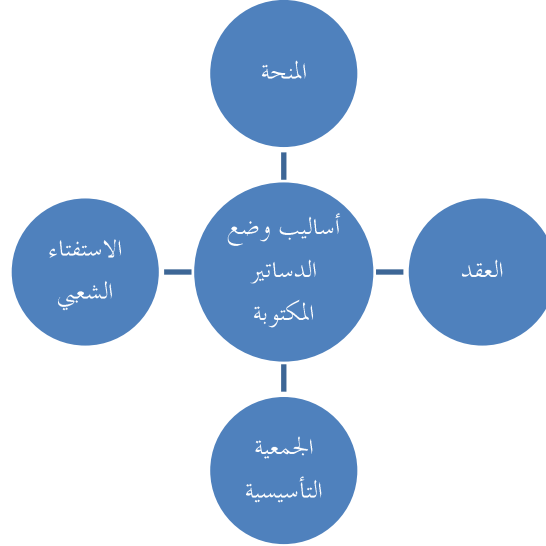 المنحة
أساليب وضع
الدساتير
المكتوبة
العقد
الاستفتاء
الشعبي
الجمعية
التأسيسية